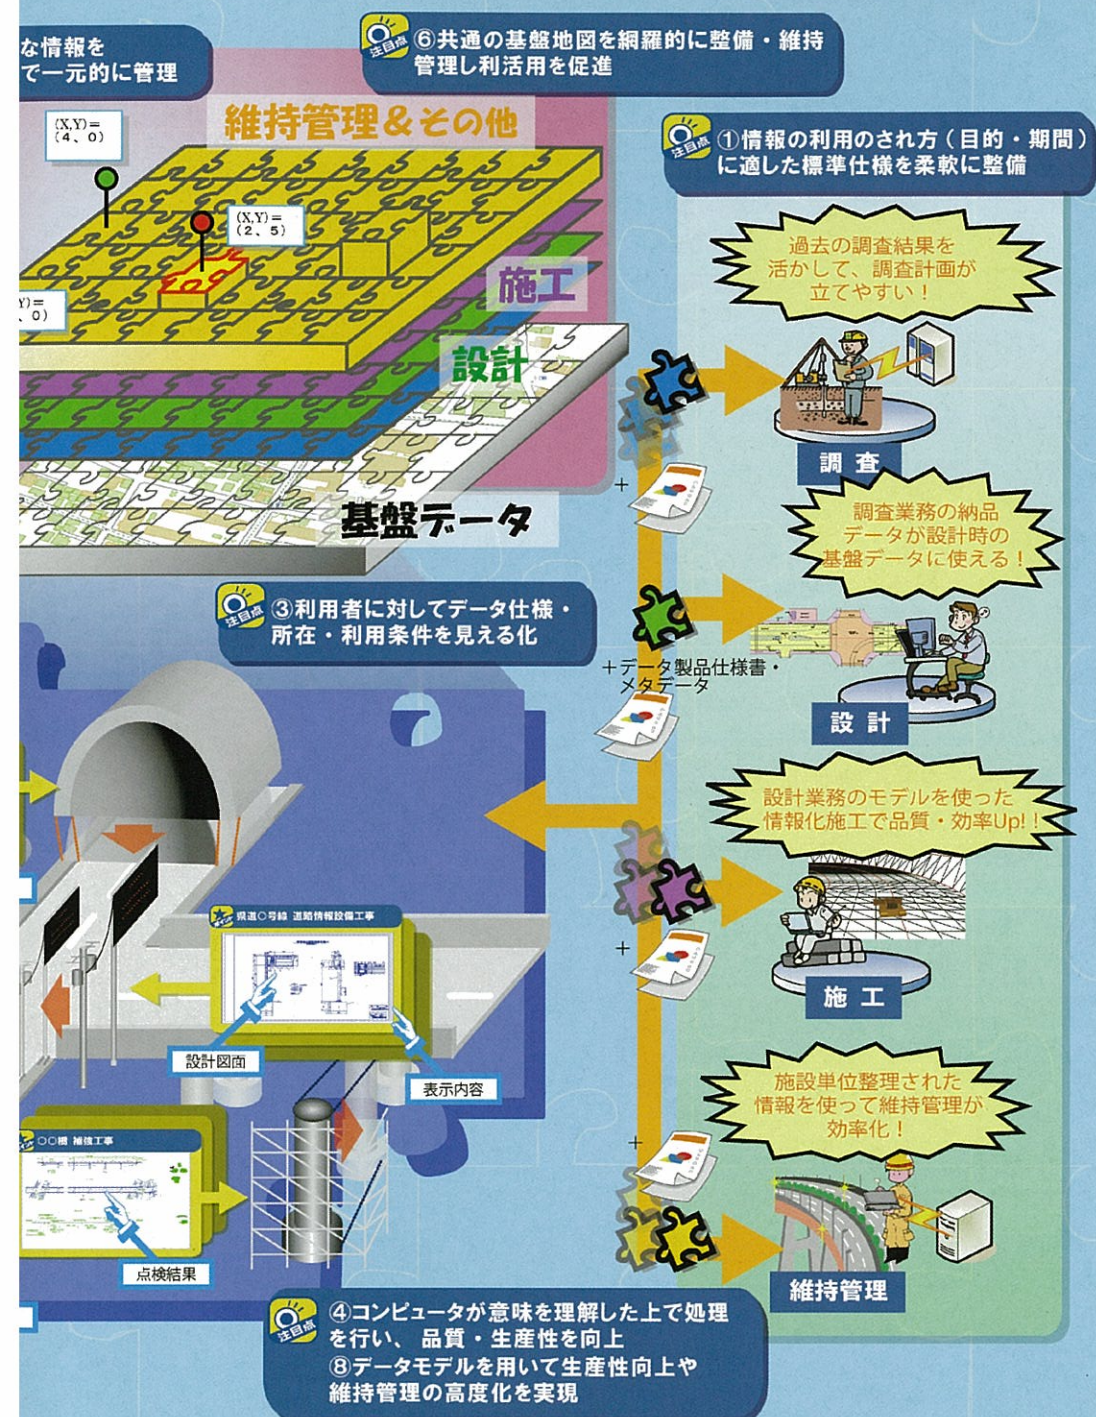 な情報を
で一元的に管理
注目点
⑥共通の基盤地図を網羅的に整備・維持
管理し利活用を促進
維持管理&その他
(X,Y)=
(4、0)
(X,Y)=
(2、5)
Y)=
、0)
施工
設計
基盤データ
注目点
①情報の利用のされ方(目的・期間)
に適した標準仕様を柔軟に整備
過去の調査結果を
活かして、調査計画が
立てやすい!
調査
+
調査業務の納品
データが設計時の
基盤データに使える!
+データ製品仕様書・
メタデータ
設計
注目点
③利用者に対してデータ仕様・
所在・利用条件を見える化
設計業務のモデルを使った
情報化施工で品質・効率Up!!
+
施工
県道○号線 道路情報設備工事
設計図面
表示内容
施設単位整理された
情報を使って維持管理が
効率化!
+
維持管理
○○橋 補強工事
点検結果
注目点
④コンピュータが意味を理解した上で処理
を行い、品質・生産性を向上
⑧データモデルを用いて生産性向上や
維持管理の高度化を実現